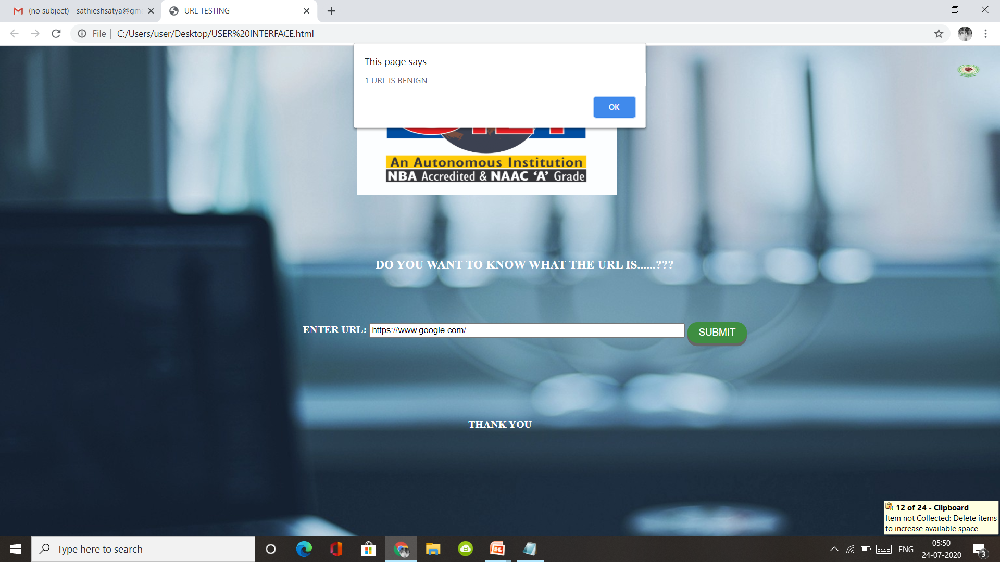 (no subject) - sathieshsatya@gm
URL TESTING
File
C:/Users/user/Desktop/USER%20INTERFACE.html
This page says
1 URL IS BENIGN
OK
An Autonomous Institution
NBA Accredited & NAAC ‘A’ Grade
DO YOU WANT TO KNOW WHAT THE URL IS......???
ENTER URL: https://www.google.com/ SUBMIT
THANK YOU
12 of 24 - Clipboard
Item not Collected: Delete items
to increase available space
Type here to search
ENG
05:50
24-07-2020
3